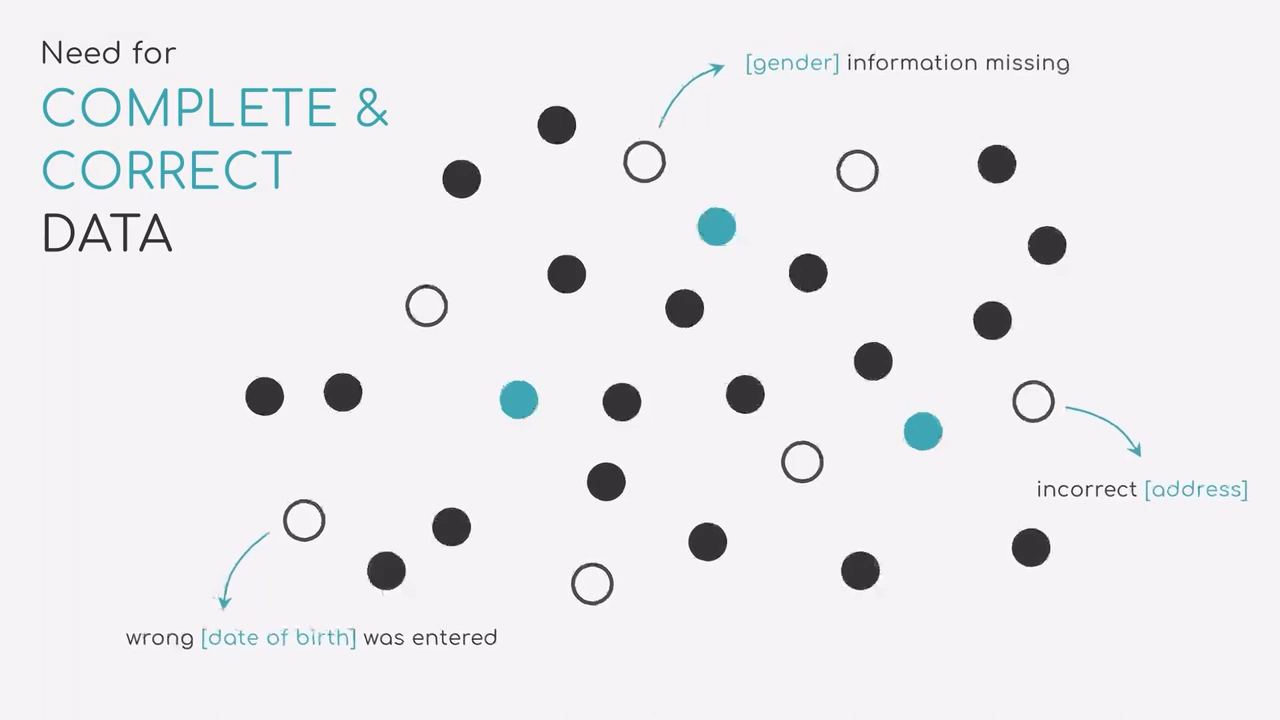 Need for
COMPLETE &
CORRECT
DATA
[gender] information missing
incorrect [address]
wrong [date of birth] was entered